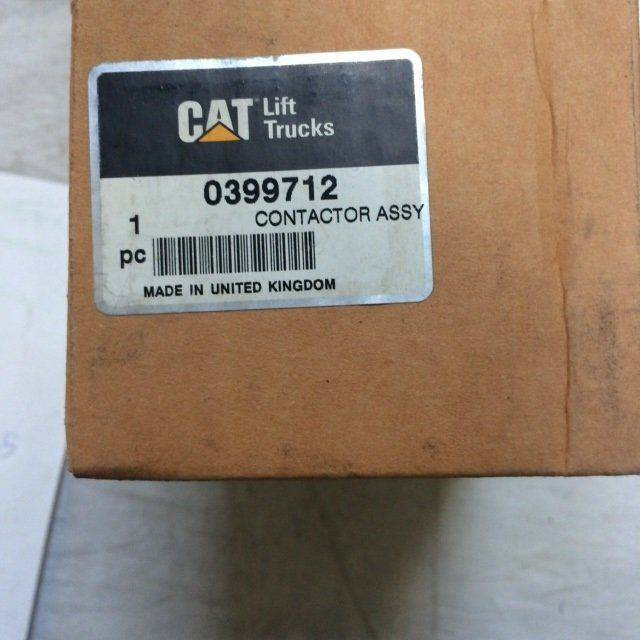 CAT Lift
Trucks
0399712
1 CONTACTOR ASSY
pc
MADE IN UNITED KINGDOM